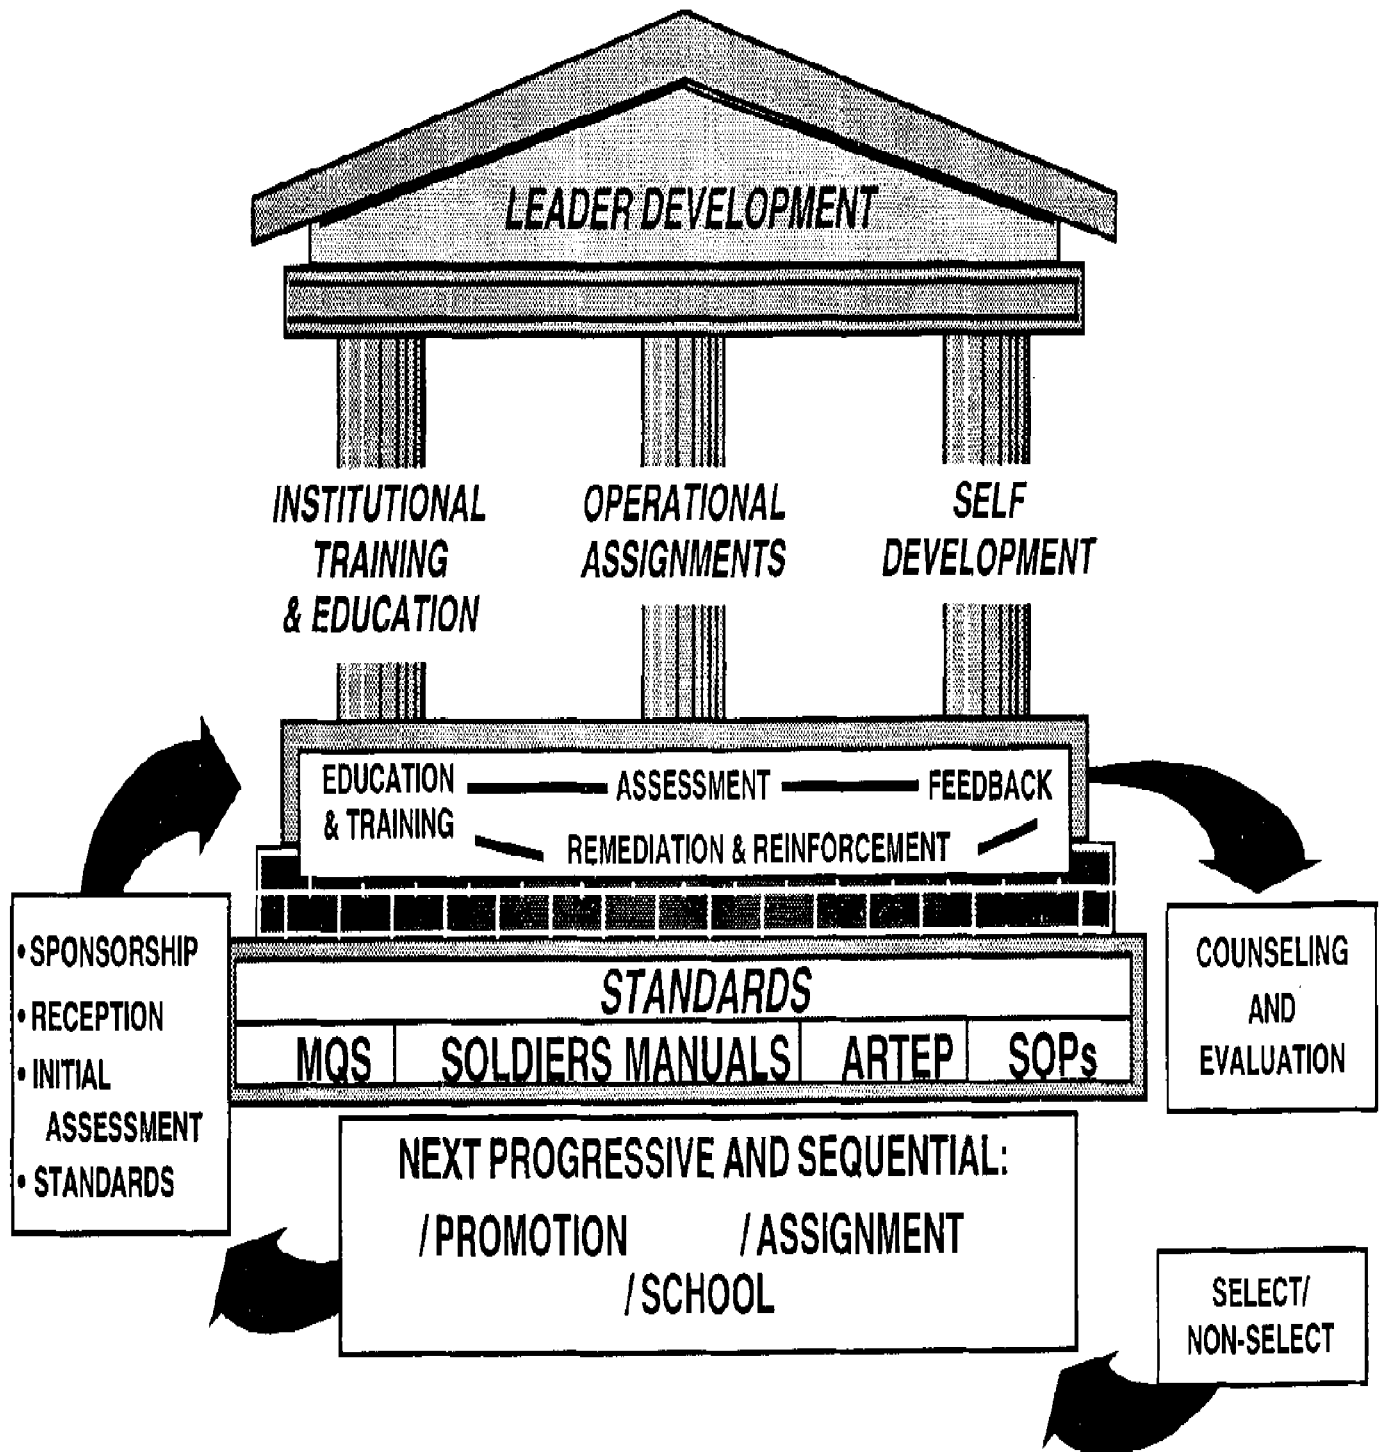 LEADER DEVELOPMENT
INSTITUTIONAL
TRAINING
& EDUCATION
OPERATIONAL
ASSIGNMENTS
SELF
DEVELOPMENT
EDUCATION
& TRAINING
ASSESSMENT
FEEDBACK
REMEDIATION & REINFORCEMENT
• SPONSORSHIP
• RECEPTION
• INITIAL
ASSESSMENT
• STANDARDS
STANDARDS
MQS
SOLDIERS MANUALS
ARTEP
SOPs
COUNSELING
AND
EVALUATION
NEXT PROGRESSIVE AND SEQUENTIAL:
/ PROMOTION / ASSIGNMENT
/ SCHOOL
SELECT/
NON-SELECT